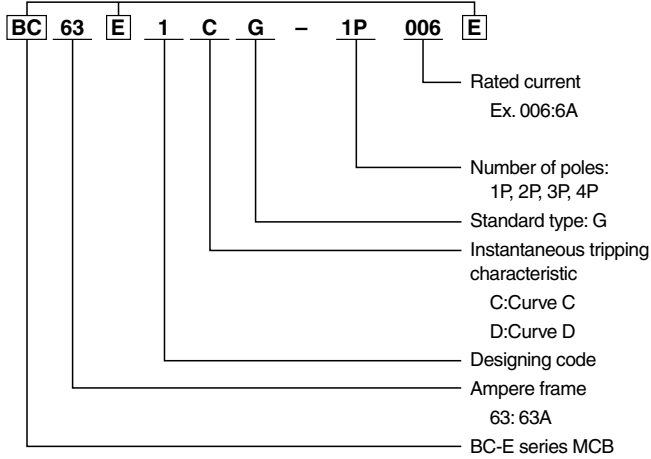 BC 63 E 1 C G – 1P 006 E
Rated current
Ex. 006:6A
Number of poles:
1P, 2P, 3P, 4P
Standard type: G
Instantaneous tripping
characteristic
C:Curve C
D:Curve D
Designing code
Ampere frame
63: 63A
BC-E series MCB